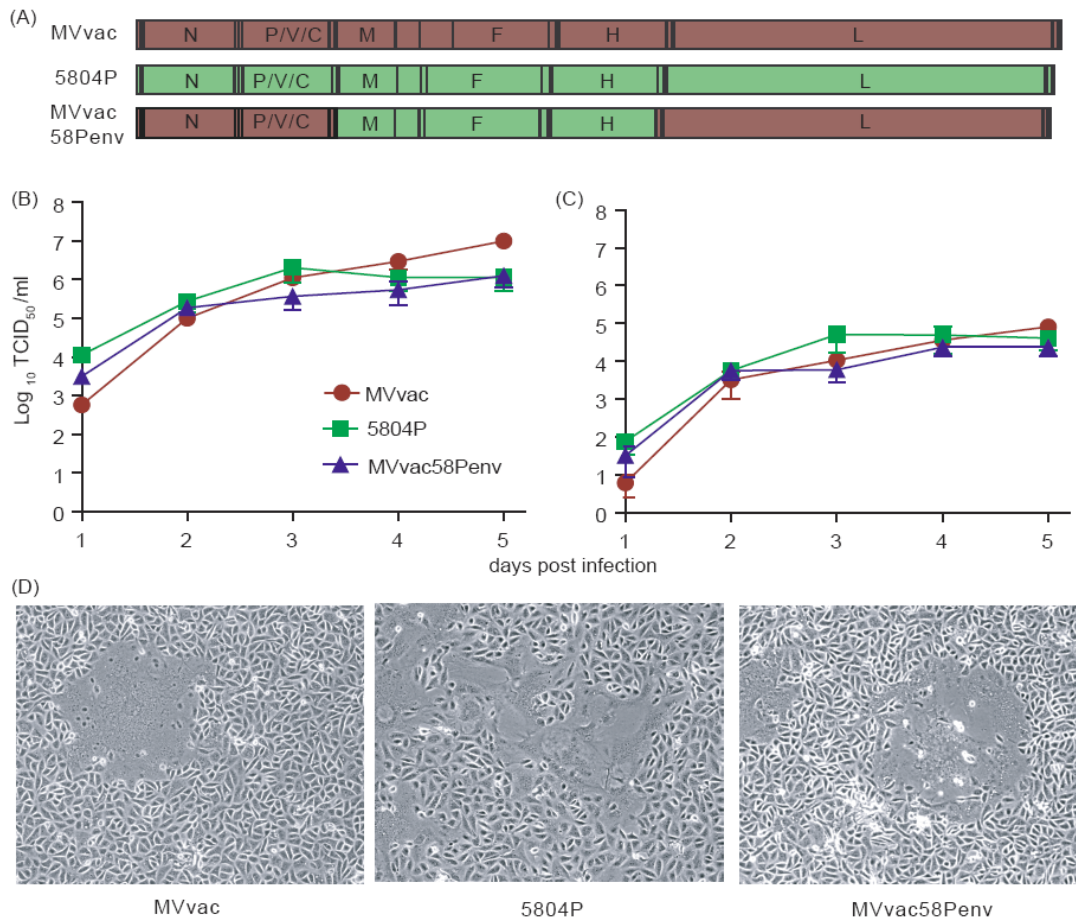 (A)
MVvac
N P/V/C M F H L
5804P
N P/V/C M F H L
MVvac
58Penv
N P/V/C M F H L
(B)
(C)
Log 10 TCID50/ml
8
7
6
5
4
3
2
1
0
1 2 3 4 5
MVvac
5804P
MVvac58Penv
8
7
6
5
4
3
2
1
0
1 2 3 4 5
days post infection
(D)
MVvac 5804P MVvac58Penv